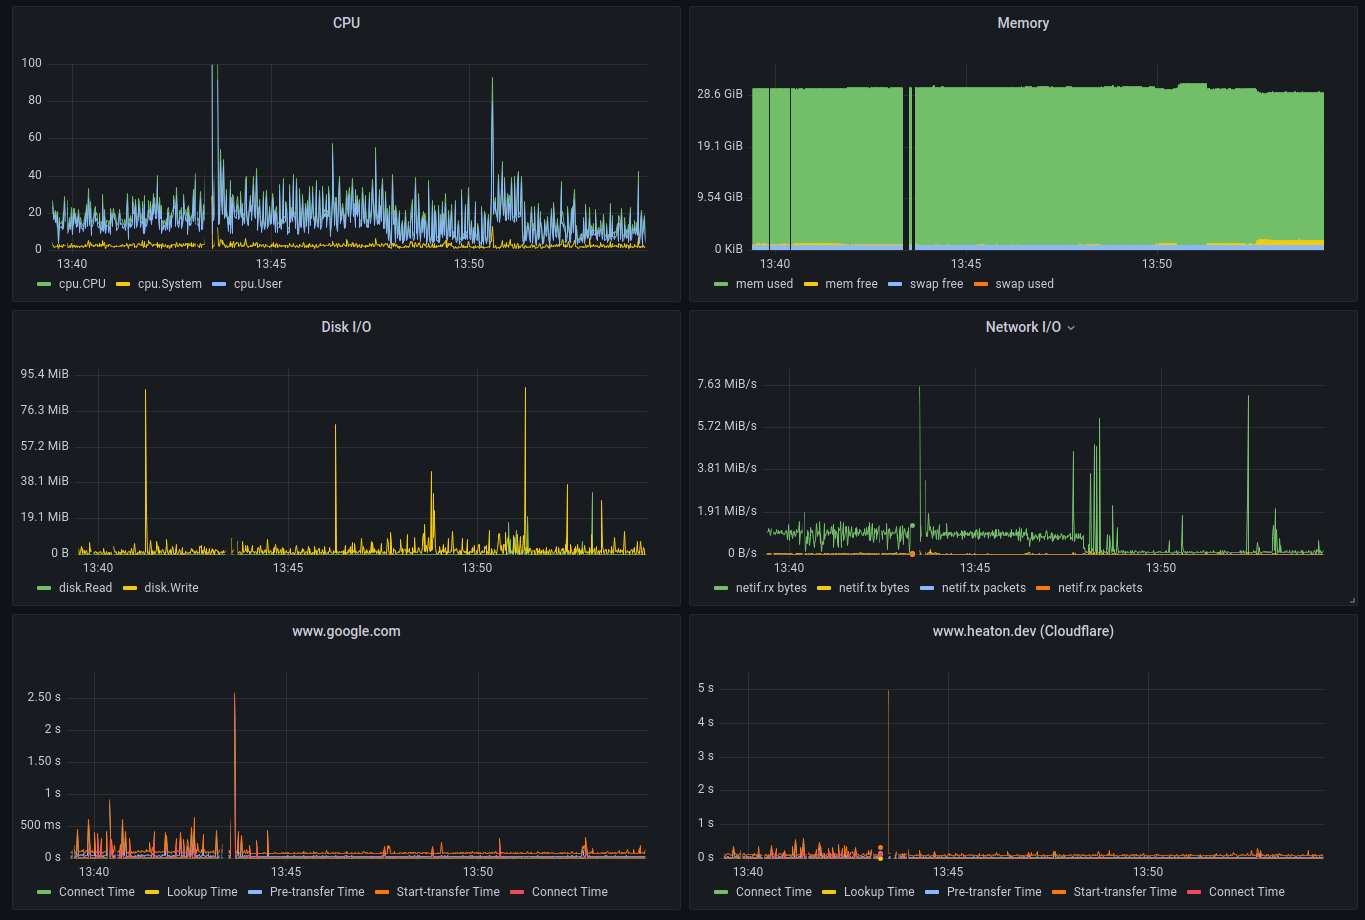 CPU
100
80
60
40
20
0
13:40 13:45 13:50
cpu.CPU cpu.System cpu.User
Memory
28.6 GiB
19.1 GiB
9.54 GiB
0 KiB
13:40 13:45 13:50
mem used mem free swap free swap used
Disk I/O
95.4 MiB
76.3 MiB
57.2 MiB
38.1 MiB
19.1 MiB
0 B
13:40 13:45 13:50
disk.Read disk.Write
Network I/O
7.63 MiB/s
5.72 MiB/s
3.81 MiB/s
1.91 MiB/s
0 B/s
13:40 13:45 13:50
netif.rx bytes netif.tx bytes netif.tx packets netif.rx packets
www.google.com
2.50 s
2 s
1.50 s
1 s
500 ms
0 s
13:40 13:45 13:50
Connect Time Lookup Time Pre-transfer Time Start-transfer Time Connect Time
www.heaton.dev (Cloudflare)
5 s
4 s
3 s
2 s
1 s
0 s
13:40 13:45 13:50
Connect Time Lookup Time Pre-transfer Time Start-transfer Time Connect Time